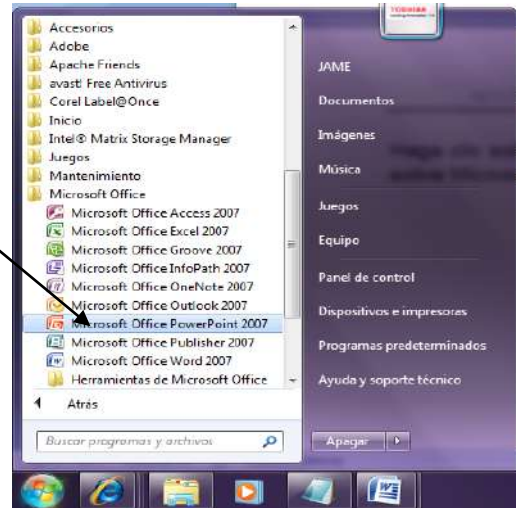 TOSHIBA
Accesorios
Adobe
Apache Friends
avast! Free Antivirus
Corel Label@Once
Inicio
Intel® Matrix Storage Manager
Juegos
Mantenimiento
Microsoft Office
Microsoft Office Access 2007
Microsoft Office Excel 2007
Microsoft Office Groove 2007
Microsoft Office InfoPath 2007
Microsoft Office OneNote 2007
Microsoft Office Outlook 2007
Microsoft Office PowerPoint 2007
Microsoft Office Publisher 2007
Microsoft Office Word 2007
Herramientas de Microsoft Office
Atrás
Buscar programas y archivos
JAME
Documentos
Imágenes
Música
Juegos
Equipo
Panel de control
Dispositivos e impresoras
Programas predeterminados
Ayuda y soporte técnico
Apagar